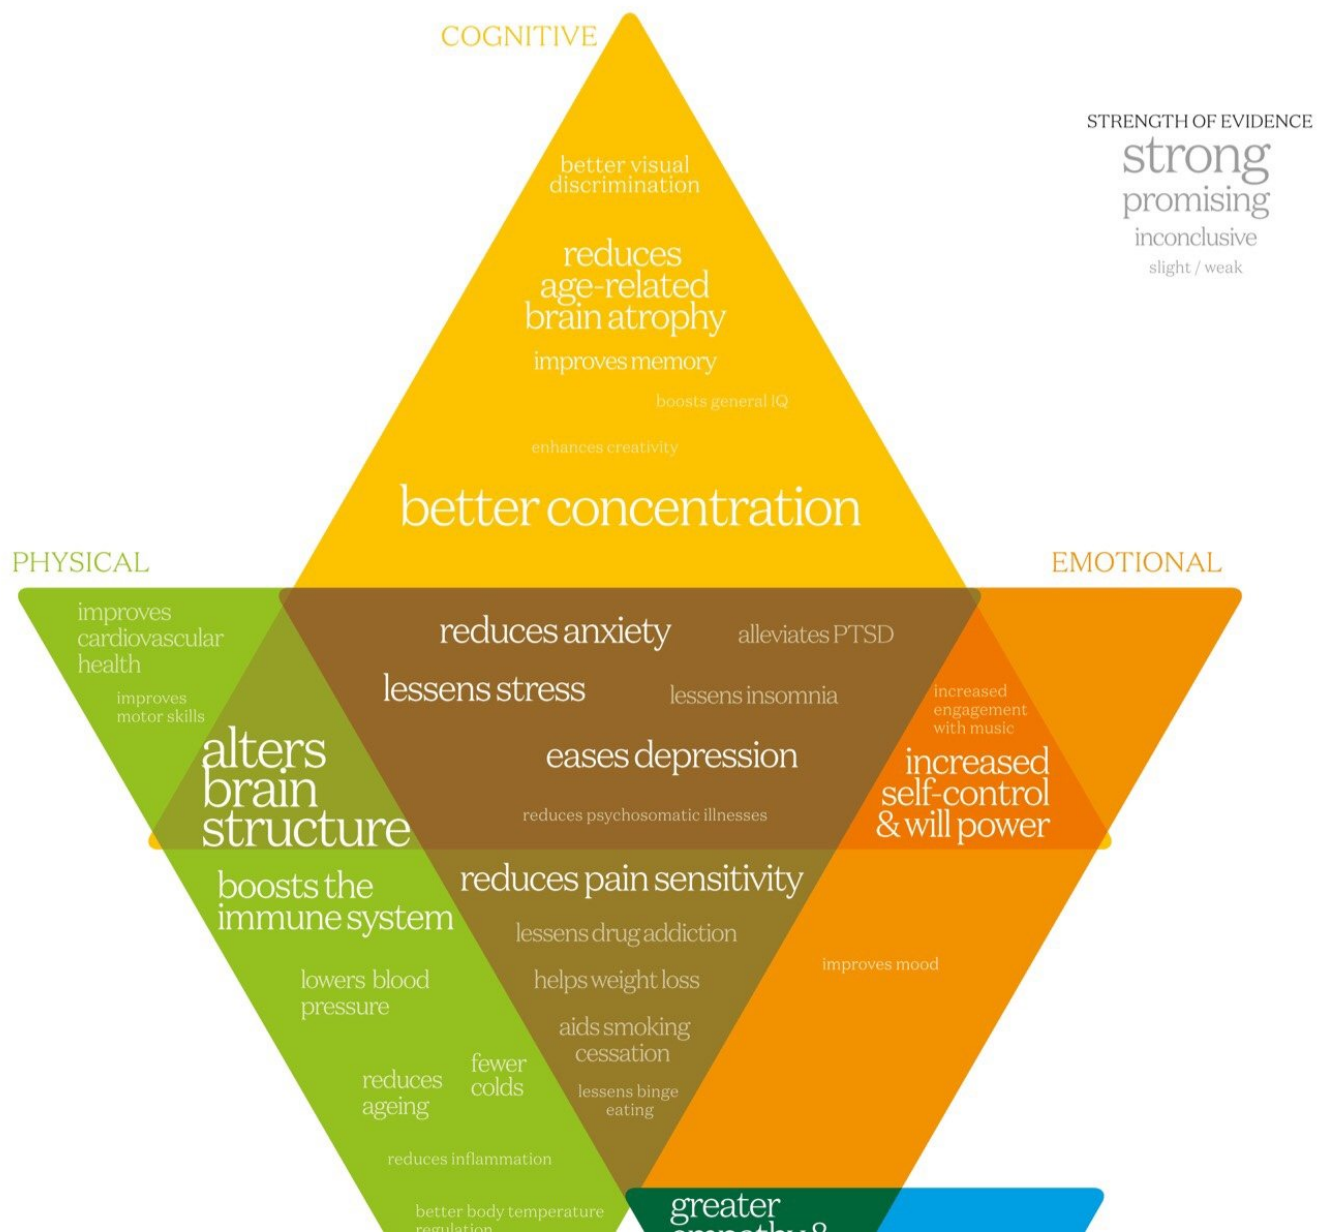 COGNITIVE
STRENGTH OF EVIDENCE
strong
promising
inconclusive
slight / weak
better visual
discrimination
reduces
age-related
brain atrophy
improves memory
boosts general IQ
enhances creativity
better concentration
PHYSICAL
EMOTIONAL
improves
cardiovascular
health
improves
motor skills
alters
brain
structure
reduces anxiety
alleviates PTSD
lessens stress
lessens insomnia
eases depression
reduces psychosomatic illnesses
increased
engagement
with music
increased
self-control
& will power
boosts the
immune system
reduces pain sensitivity
lessens drug addiction
improves mood
lowers blood
pressure
helps weight loss
aids smoking
cessation
fewer
colds
reduces
ageing
lessens binge
eating
reduces inflammation
better body temperature
regulation
greater
empathy &